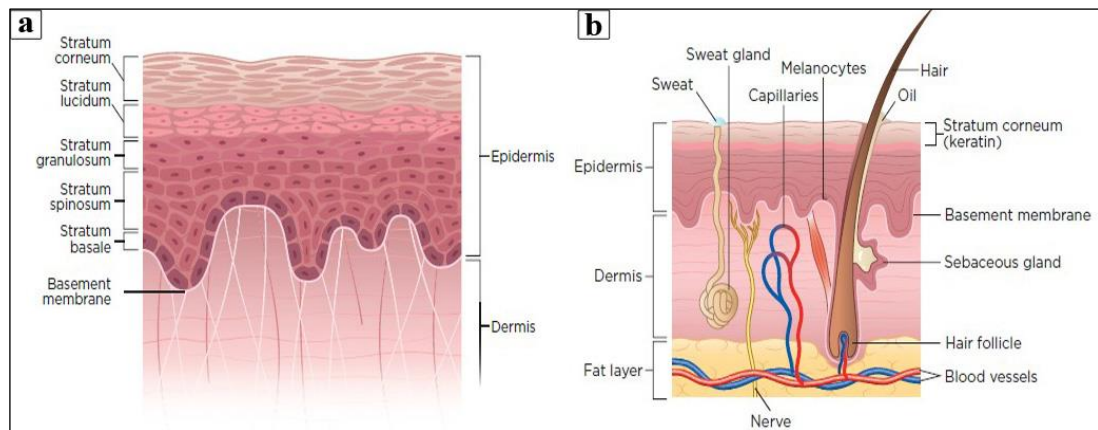 a
Stratum
corneum
Stratum
lucidum
Stratum
granulosum
Stratum
spinosum
Stratum
basale
Basement
membrane
Epidermis
Dermis
b
Sweat gland
Sweat
Melanocytes
Capillaries
Hair
Oil
Stratum corneum
(keratin)
Epidermis
Basement membrane
Dermis
Sebaceous gland
Hair follicle
Fat layer
Blood vessels
Nerve